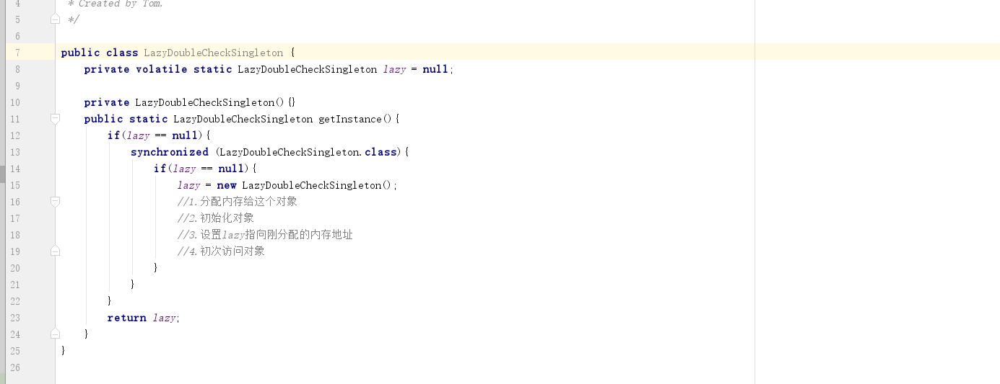 4 * Created by Tom.
5 */
6
7 public class LazyDoubleCheckSingleton {
8 private volatile static LazyDoubleCheckSingleton lazy = null;
9
10 private LazyDoubleCheckSingleton(){}
11 public static LazyDoubleCheckSingleton getInstance(){
12 if(lazy == null){
13 synchronized (LazyDoubleCheckSingleton.class){
14 if(lazy == null){
15 lazy = new LazyDoubleCheckSingleton();
16 //1.分配内存给这个对象
17 //2.初始化对象
18 //3.设置lazy指向刚分配的内存地址
19 //4.初次访问对象
20 }
21 }
22 }
23 return lazy;
24 }
25 }
26